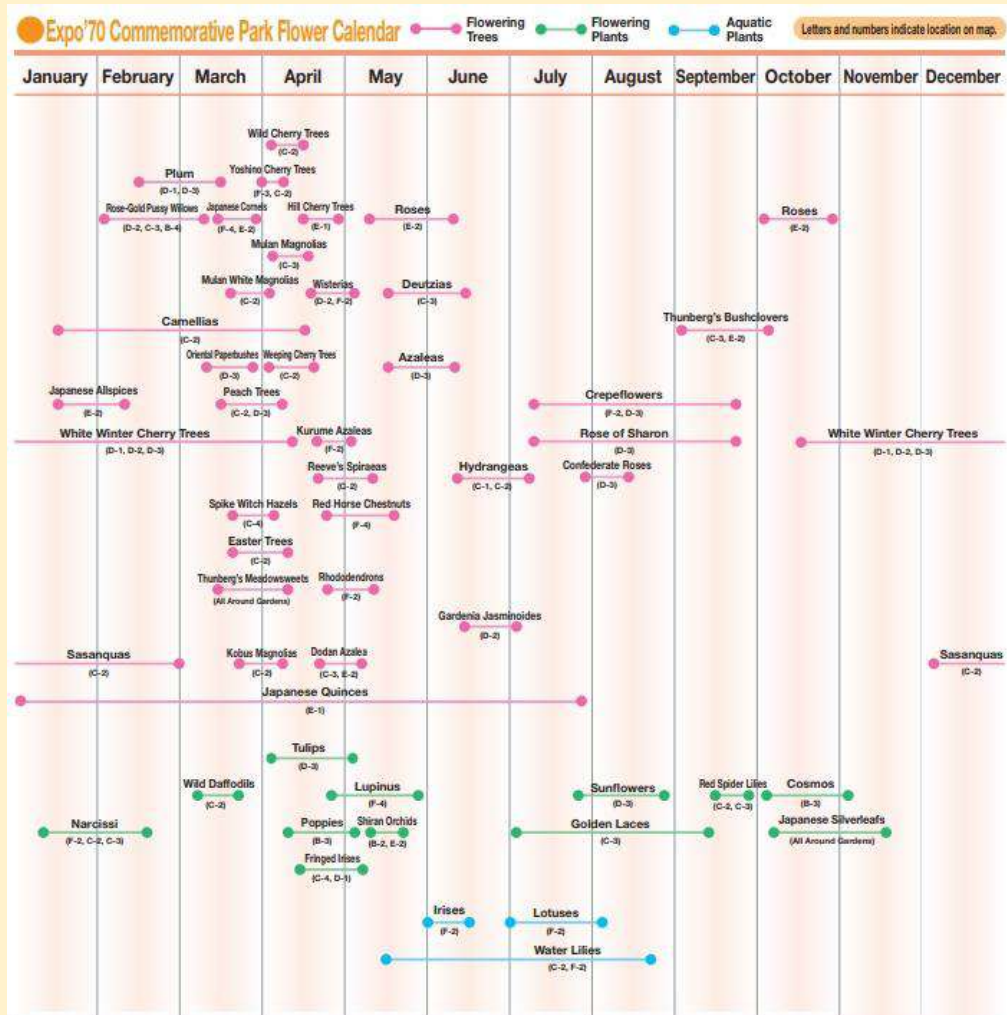 Expo'70 Commemorative Park Flower Calendar
Flowering Trees
Flowering Plants
Aquatic Plants
Letters and numbers indicate location on map.
January February March April May June July August September October November December
Wild Cherry Trees
(C-2)
Plum
(D-1, D-3)
Yoshino Cherry Trees
(F-3, C-2)
Rose-Gold Pussy Willows
(D-2, C-3, B-4)
Japanese Cornels
(F-4, E-2)
Hill Cherry Trees
(E-1)
Roses
(E-2)
Roses
(E-2)
Mulan Magnolias
(C-3)
Mulan White Magnolias
(C-2)
Wisterias
(D-2, F-2)
Deutzias
(C-3)
Camellias
(C-2)
Thunberg's Bushclovers
(C-3, E-2)
Oriental Paperbushes
(D-3)
Weeping Cherry Trees
(C-2)
Azaleas
(D-3)
Japanese Allspices
(E-2)
Peach Trees
(C-2, D-3)
Crepeflowers
(F-2, D-3)
White Winter Cherry Trees
(D-1, D-2, D-3)
Kurume Azaleas
(F-2)
Rose of Sharon
(D-3)
White Winter Cherry Trees
(D-1, D-2, D-3)
Reeve's Spiraeas
(C-2)
Hydrangeas
(C-1, C-2)
Confederate Roses
(D-3)
Spike Witch Hazels
(C-4)
Red Horse Chestnuts
(F-4)
Easter Trees
(C-2)
Thunberg's Meadowsweets
(All Around Gardens)
Rhododendrons
(F-2)
Gardenia Jasminoides
(D-2)
Sasanquas
(C-2)
Kobus Magnolias
(C-2)
Dodan Azalea
(C-3, E-2)
Sasanquas
(C-2)
Japanese Quinces
(E-1)
Tulips
(D-3)
Wild Daffodils
(C-2)
Lupinus
(F-4)
Sunflowers
(D-3)
Red Spider Lilies
(C-2, C-3)
Cosmos
(B-3)
Narcissi
(F-2, C-2, C-3)
Poppies
(B-3)
Shiran Orchids
(B-2, E-2)
Golden Laces
(C-3)
Japanese Silverleafs
(All Around Gardens)
Fringed Irises
(C-4, D-1)
Irises
(F-2)
Lotuses
(F-2)
Water Lilies
(C-2, F-2)